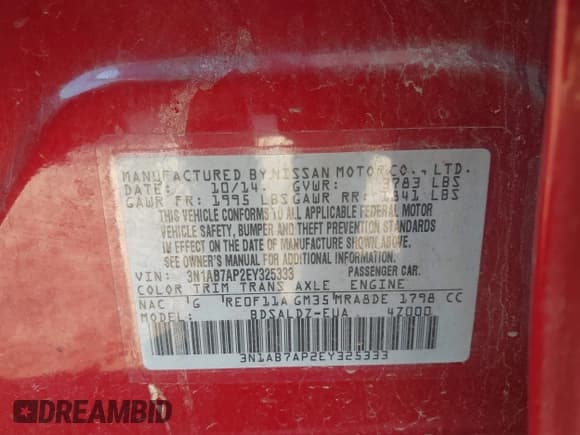 MANUFACTURED BY NISSAN MOTOR CO., LTD.
DATE: 10/14. GVWR: 3783 LBS
GAWR FR: 1995 LBS GAWR RR: 1841 LBS
THIS VEHICLE CONFORMS TO ALL APPLICABLE FEDERAL MOTOR
VEHICLE SAFETY, BUMPER AND THEFT PREVENTION STANDARDS
IN EFFECT ON THE DATE OF MANUFACTURE SHOWN ABOVE.
SEE OWNER'S MANUAL FOR ADDITIONAL INFORMATION.
VIN: 3N1AB7AP2EY325333 PASSENGER CAR.
COLOR TRIM TRANS AXLE ENGINE
NAC G RE0F11A GM35 MRA8DE 1798 CC
MODEL: BDSALDZ-EUA 4Z000
3N1AB7AP2EY325333
DREAMBID